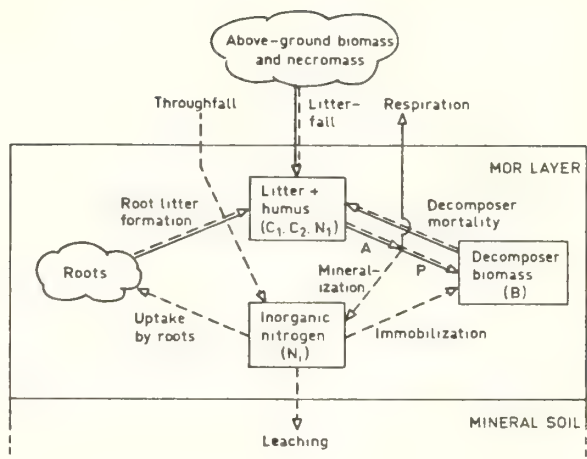 Above-ground biomass
and necromass
Throughfall
Litter-
fall
Respiration
MOR LAYER
Root litter
formation
Litter +
humus
(C₁. C₂. N₁)
Decomposer
mortality
A
P
Roots
Mineral-
ization
Decomposer
biomass
(B)
Uptake
by roots
Inorganic
nitrogen
(N₁)
Immobilization
MINERAL SOIL
Leaching